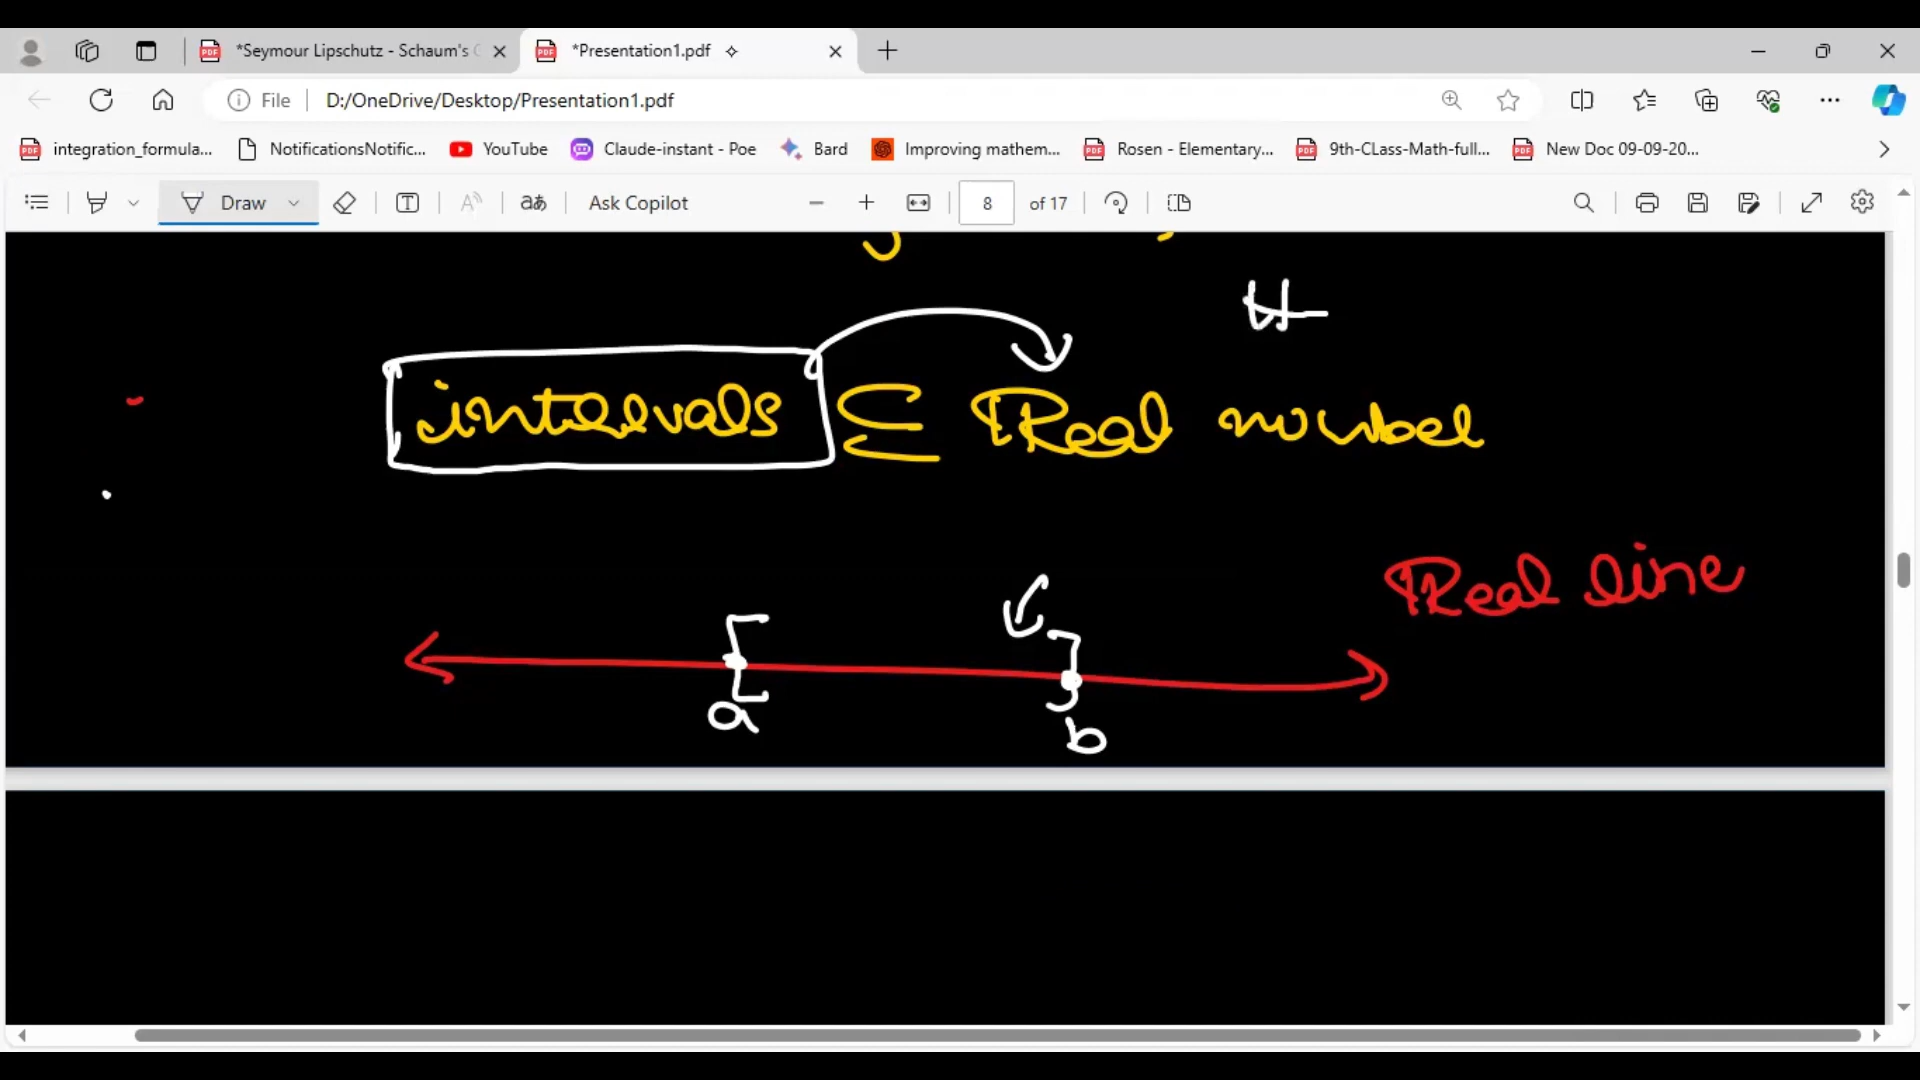 *Seymour Lipschutz - Schaum's
*Presentation1.pdf
File
D:/OneDrive/Desktop/Presentation1.pdf
integration_formula...
NotificationsNotific...
YouTube
Claude-instant - Poe
Bard
Improving mathem...
Rosen - Elementary...
9th-CLass-Math-full...
New Doc 09-09-20...
Draw
Ask Copilot
8 of 17
intervals ⊆ Real number
Real line
[ ]
a b